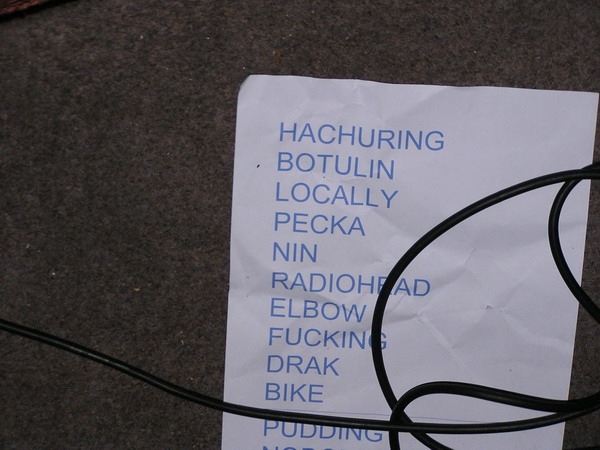 HACHURING
BOTULIN
LOCALLY
PECKA
NIN
RADIOHEAD
ELBOW
FUCKING
DRAK
BIKE
PUDDING